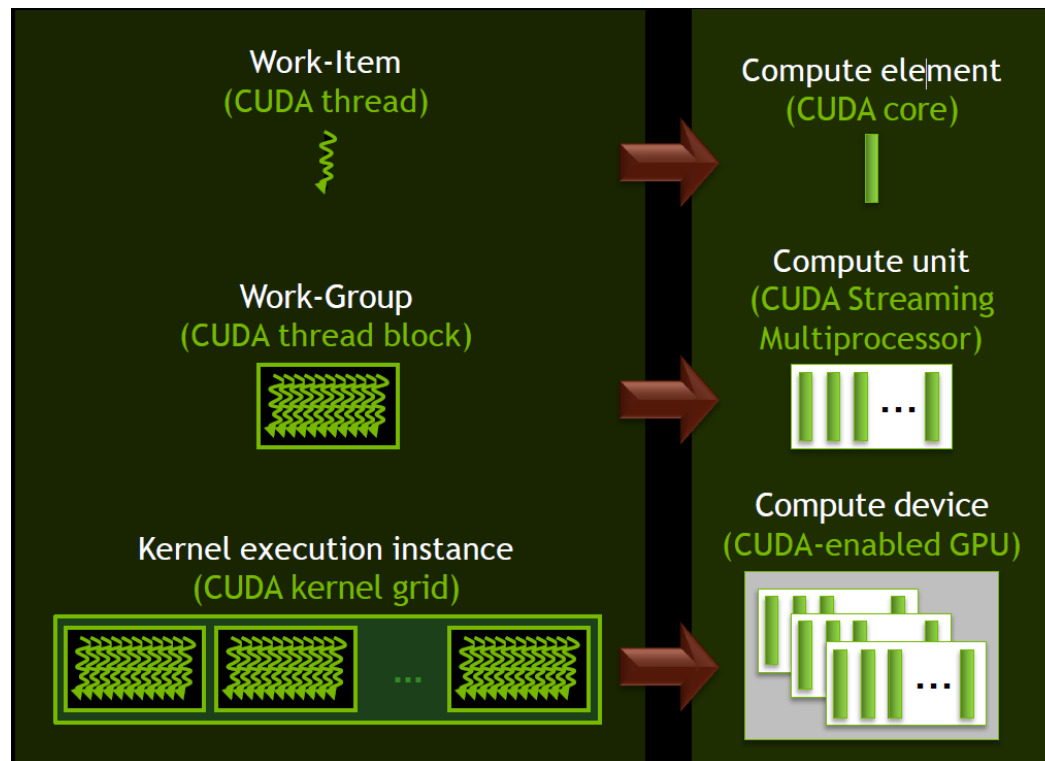 Work-Item
(CUDA thread)
Compute element
(CUDA core)
Work-Group
(CUDA thread block)
Compute unit
(CUDA Streaming
Multiprocessor)
...
Kernel execution instance
(CUDA kernel grid)
...
Compute device
(CUDA-enabled GPU)
...